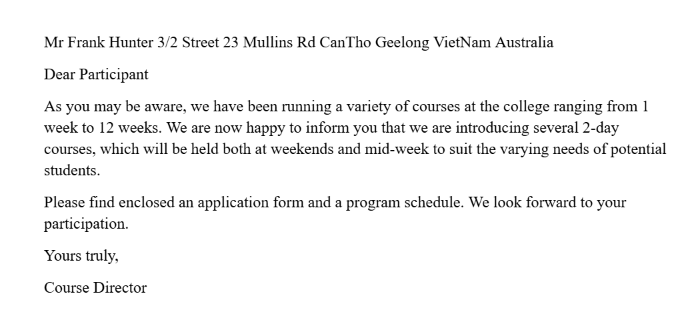 Mr Frank Hunter 3/2 Street 23 Mullins Rd CanTho Geelong VietNam Australia
Dear Participant
As you may be aware, we have been running a variety of courses at the college ranging from 1
week to 12 weeks. We are now happy to inform you that we are introducing several 2-day
courses, which will be held both at weekends and mid-week to suit the varying needs of potential
students.
Please find enclosed an application form and a program schedule. We look forward to your
participation.
Yours truly,
Course Director